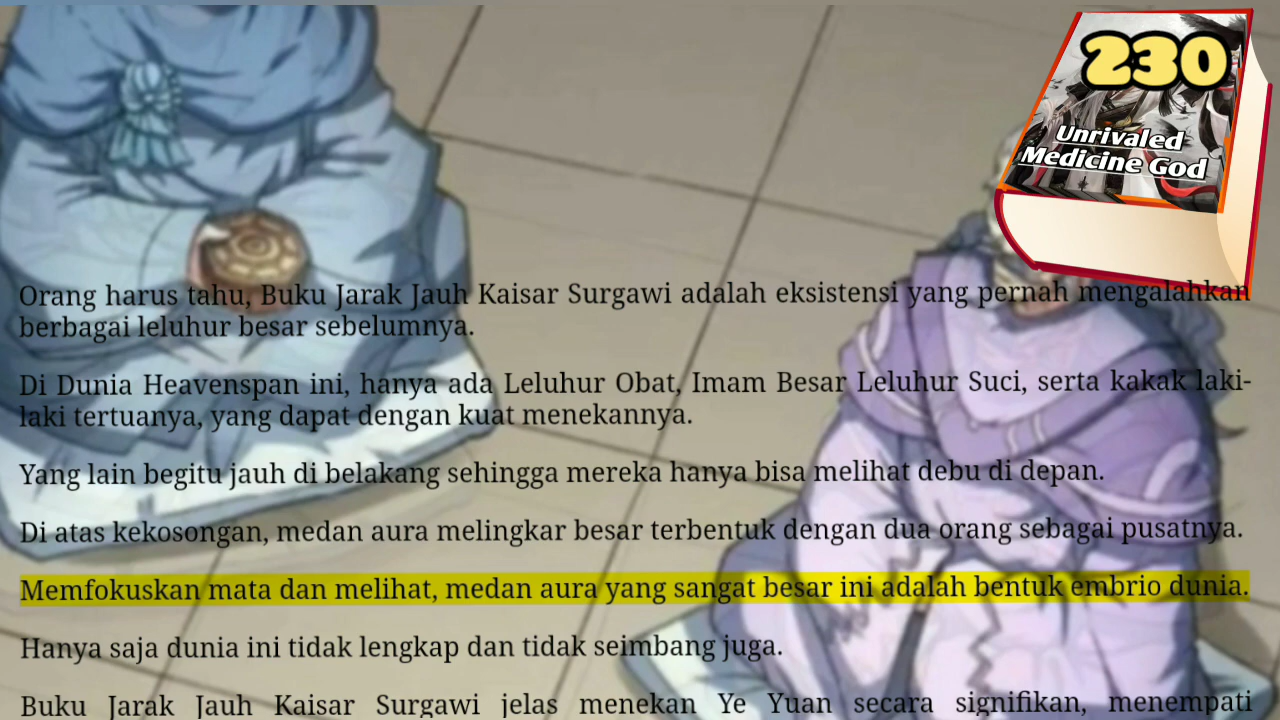 230
Unrivaled
Medicine God
Orang harus tahu, Buku Jarak Jauh Kaisar Surgawi adalah eksistensi yang pernah mengalahkan
berbagai leluhur besar sebelumnya.
Di Dunia Heavenspan ini, hanya ada Leluhur Obat, Imam Besar Leluhur Suci, serta kakak laki-
laki tertuanya, yang dapat dengan kuat menekannya.
Yang lain begitu jauh di belakang sehingga mereka hanya bisa melihat debu di depan.
Di atas kekosongan, medan aura melingkar besar terbentuk dengan dua orang sebagai pusatnya.
Memfokuskan mata dan melihat, medan aura yang sangat besar ini adalah bentuk embrio dunia.
Hanya saja dunia ini tidak lengkap dan tidak seimbang juga.
Buku Jarak Jauh Kaisar Surgawi jelas menekan Ye Yuan secara signifikan, menempati